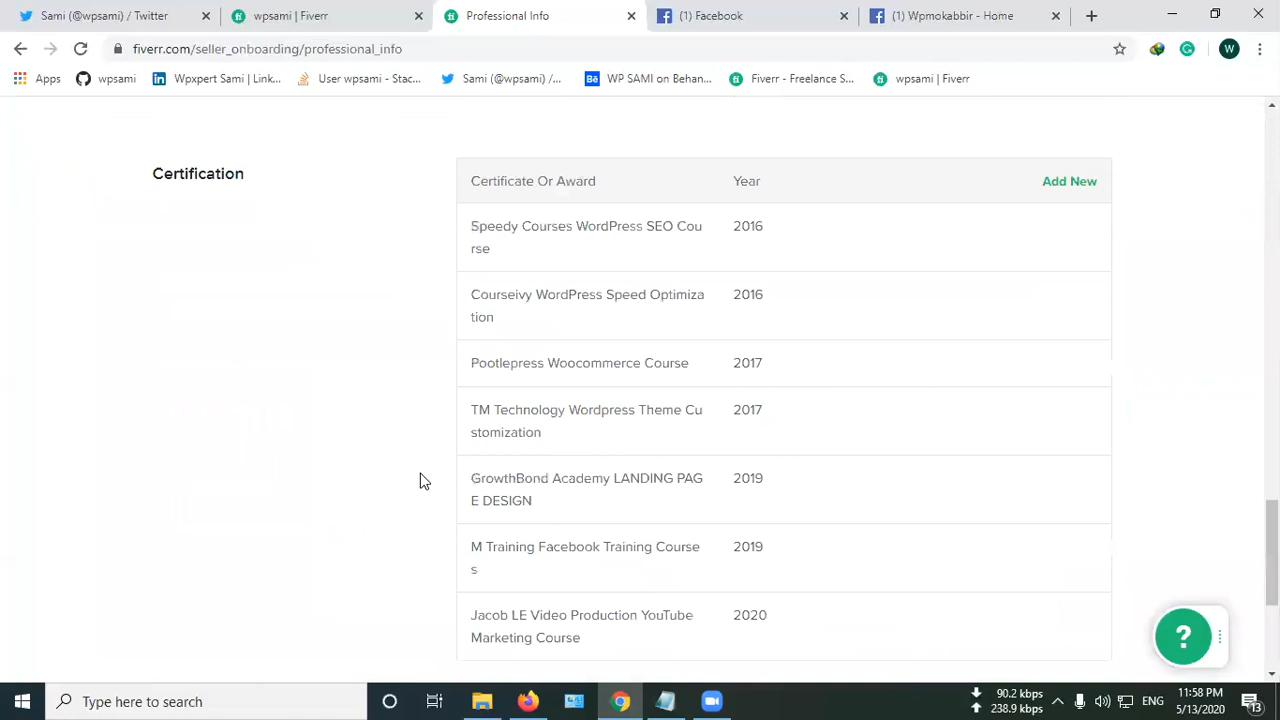 Sami (@wpsami) / Twitter
wpsami | Fiverr
Professional Info
(1) Facebook
(1) Wpmokabbir - Home
fiverr.com/seller_onboarding/professional_info
W
Apps
wpsami
Wpxpert Sami | Link...
User wpsami - Stac...
Sami (@wpsami) /...
WP SAMI on Behan...
Fiverr - Freelance S...
wpsami | Fiverr
Certification
Certificate Or Award
Year
Add New
Speedy Courses WordPress SEO Cou
rse
2016
Courseivy WordPress Speed Optimiza
tion
2016
Pootlepress Woocommerce Course
2017
TM Technology Wordpress Theme Cu
stomization
2017
GrowthBond Academy LANDING PAG
E DESIGN
2019
M Training Facebook Training Course
s
2019
Jacob LE Video Production YouTube
Marketing Course
2020
?
Type here to search
90.2 kbps
238.9 kbps
ENG
11:58 PM
5/13/2020
13